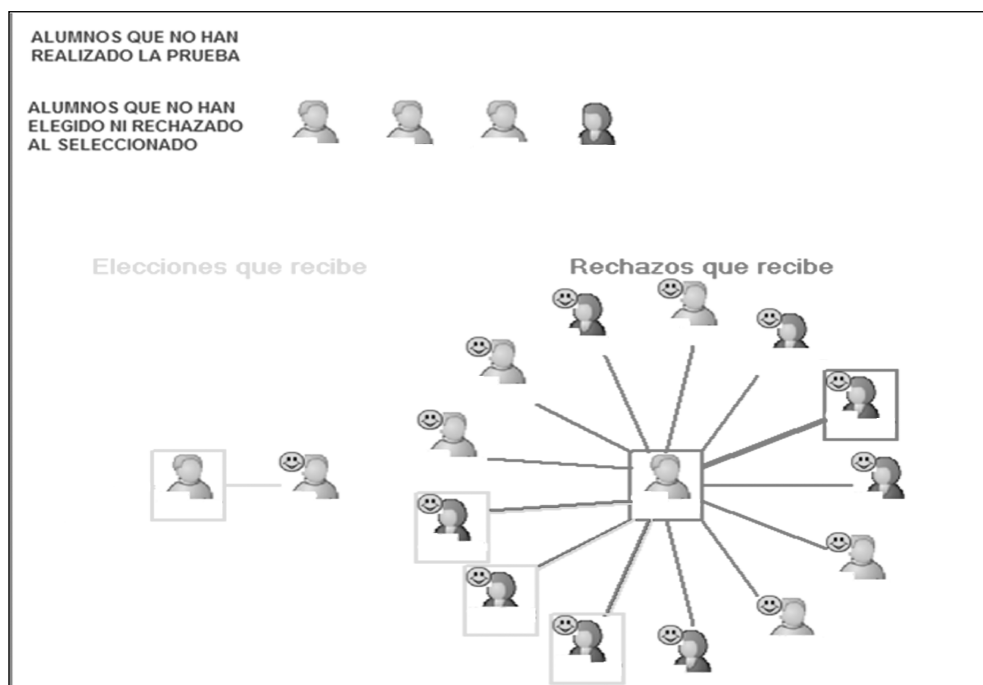 ALUMNOS QUE NO HAN
REALIZADO LA PRUEBA
ALUMNOS QUE NO HAN
ELEGIDO NI RECHAZADO
AL SELECCIONADO
Elecciones que recibe
Rechazos que recibe